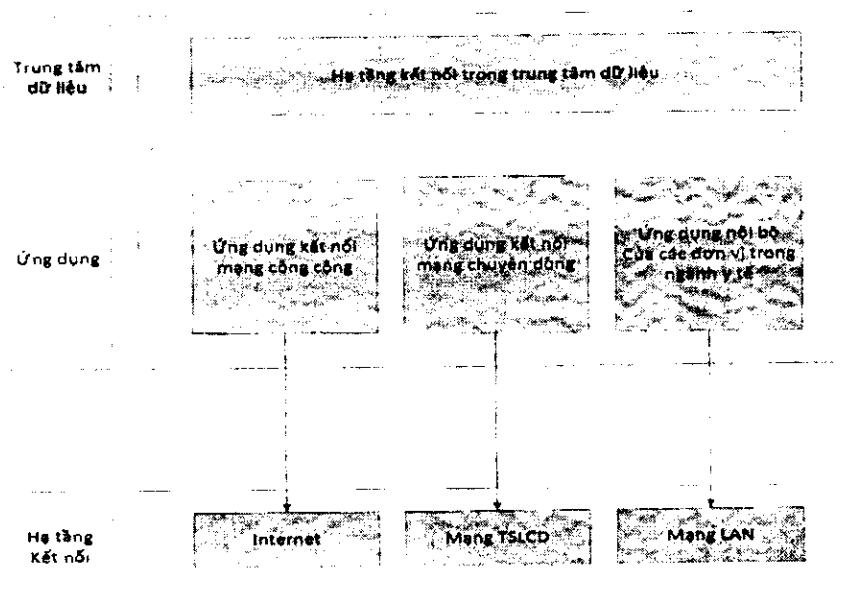 Trung tâm
dữ liệu
Hạ tầng kết nối trong trung tâm dữ liệu
Ứng dụng
Ứng dụng kết nối
mạng công cộng
Ứng dụng kết nối
mạng chuyên dùng
Ứng dụng nội bộ
Của các đơn vị trong
ngành y tế
Hạ tầng
Kết nối
Internet
Mạng TSLCD
Mạng LAN